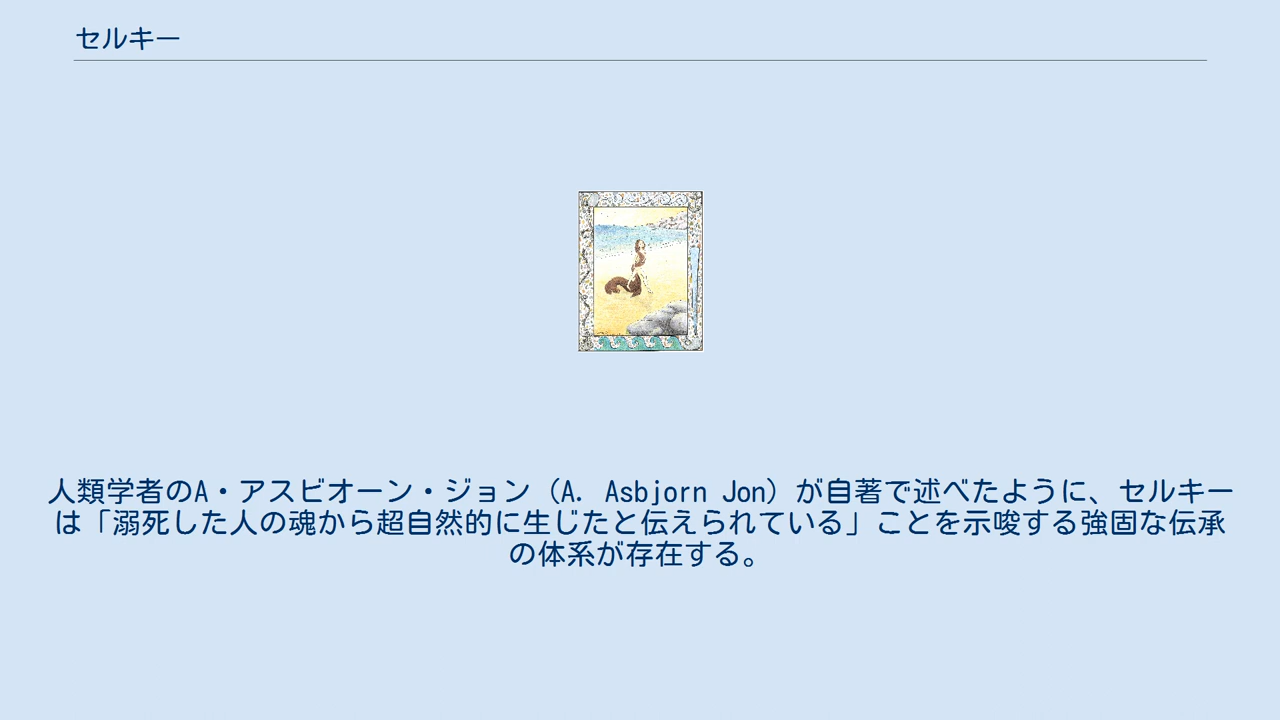 セルキー
人類学者のA・アスビオーン・ジョン（A. Asbjorn Jon）が自著で述べたように、セルキー
は「溺死した人の魂から超自然的に生じたと伝えられている」ことを示唆する強固な伝承
の体系が存在する。